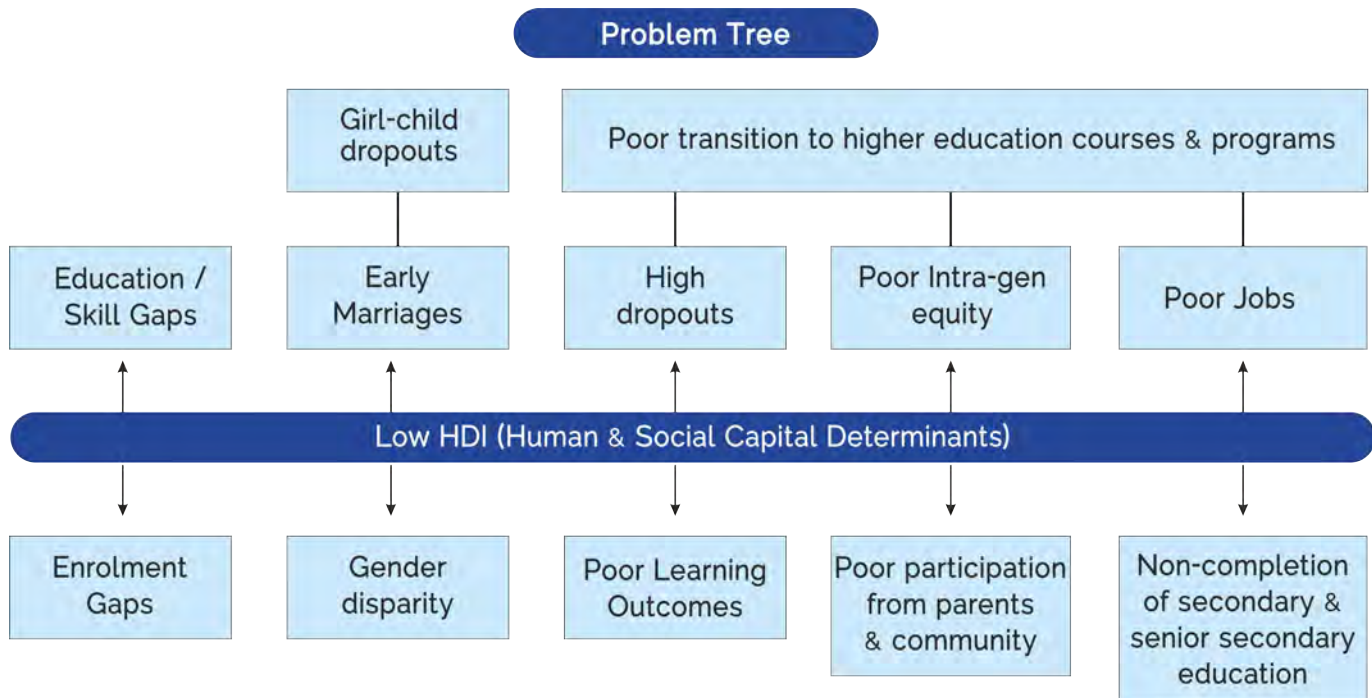 Problem Tree
Girl-child
dropouts
Poor transition to higher education courses & programs
Education /
Skill Gaps
Early
Marriages
High
dropouts
Poor Intra-gen
equity
Poor Jobs
Low HDI (Human & Social Capital Determinants)
Enrolment
Gaps
Gender
disparity
Poor Learning
Outcomes
Poor participation
from parents
& community
Non-completion
of secondary &
senior secondary
education